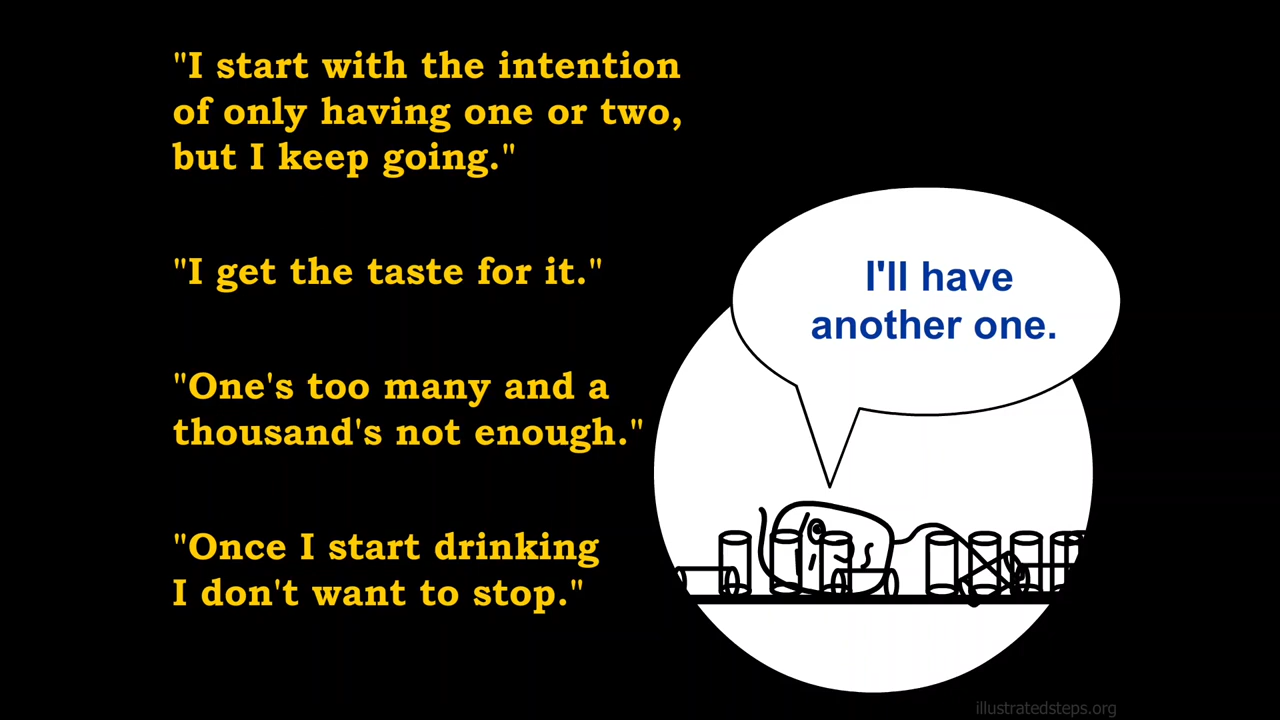 "I start with the intention
of only having one or two,
but I keep going."
"I get the taste for it."
"One's too many and a
thousand's not enough."
"Once I start drinking
I don't want to stop."
I'll have
another one.
illustratedsteps.org